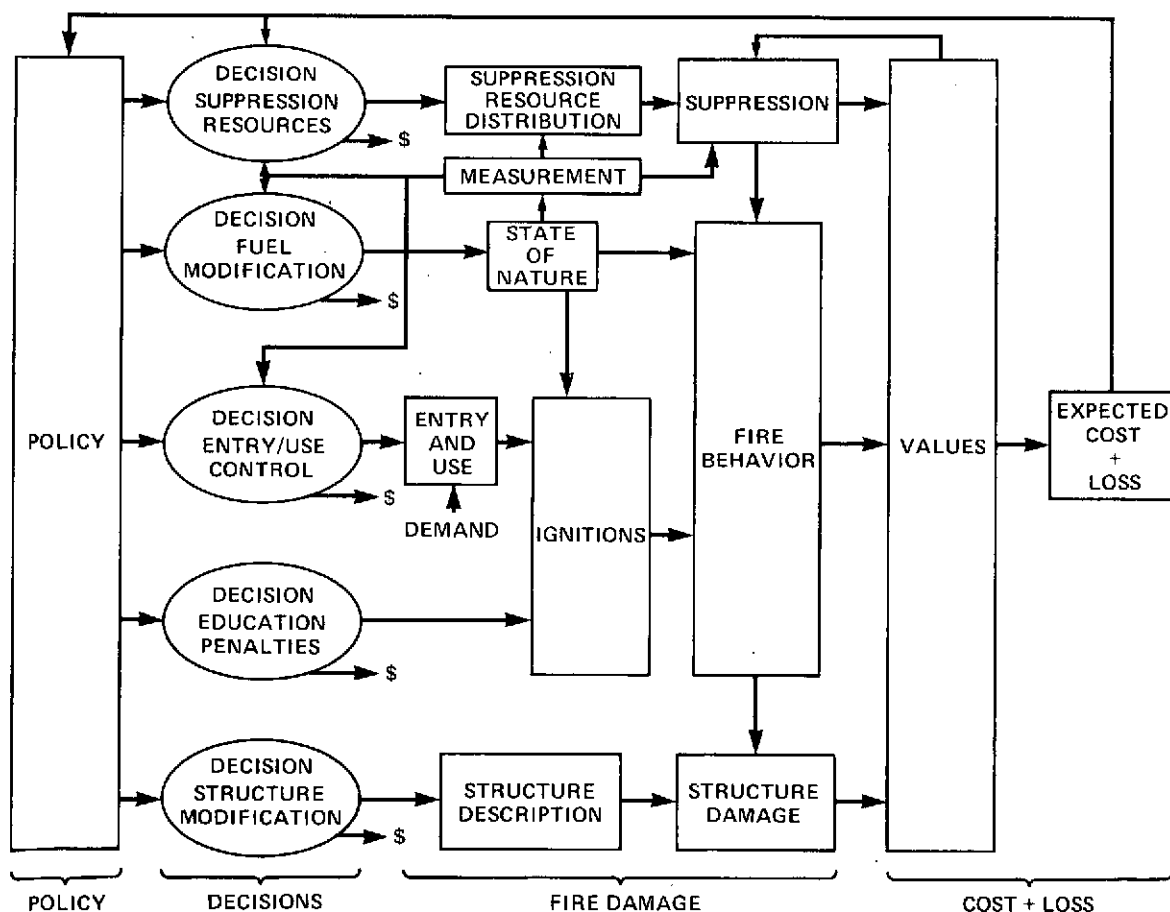 POLICY
DECISION
SUPPRESSION
RESOURCES
$
SUPPRESSION
RESOURCE
DISTRIBUTION
SUPPRESSION
MEASUREMENT
DECISION
FUEL
MODIFICATION
$
STATE
OF
NATURE
DECISION
ENTRY/USE
CONTROL
$
ENTRY
AND
USE
DEMAND
IGNITIONS
FIRE
BEHAVIOR
VALUES
EXPECTED
COST
+
LOSS
DECISION
EDUCATION
PENALTIES
$
DECISION
STRUCTURE
MODIFICATION
$
STRUCTURE
DESCRIPTION
STRUCTURE
DAMAGE
POLICY
DECISIONS
FIRE DAMAGE
COST + LOSS